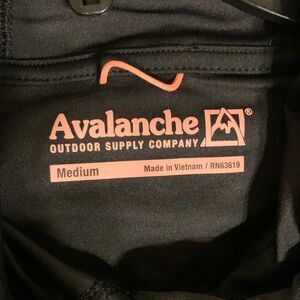 Avalanche®
OUTDOOR SUPPLY COMPANY
Medium
Made in Vietnam / RN63619